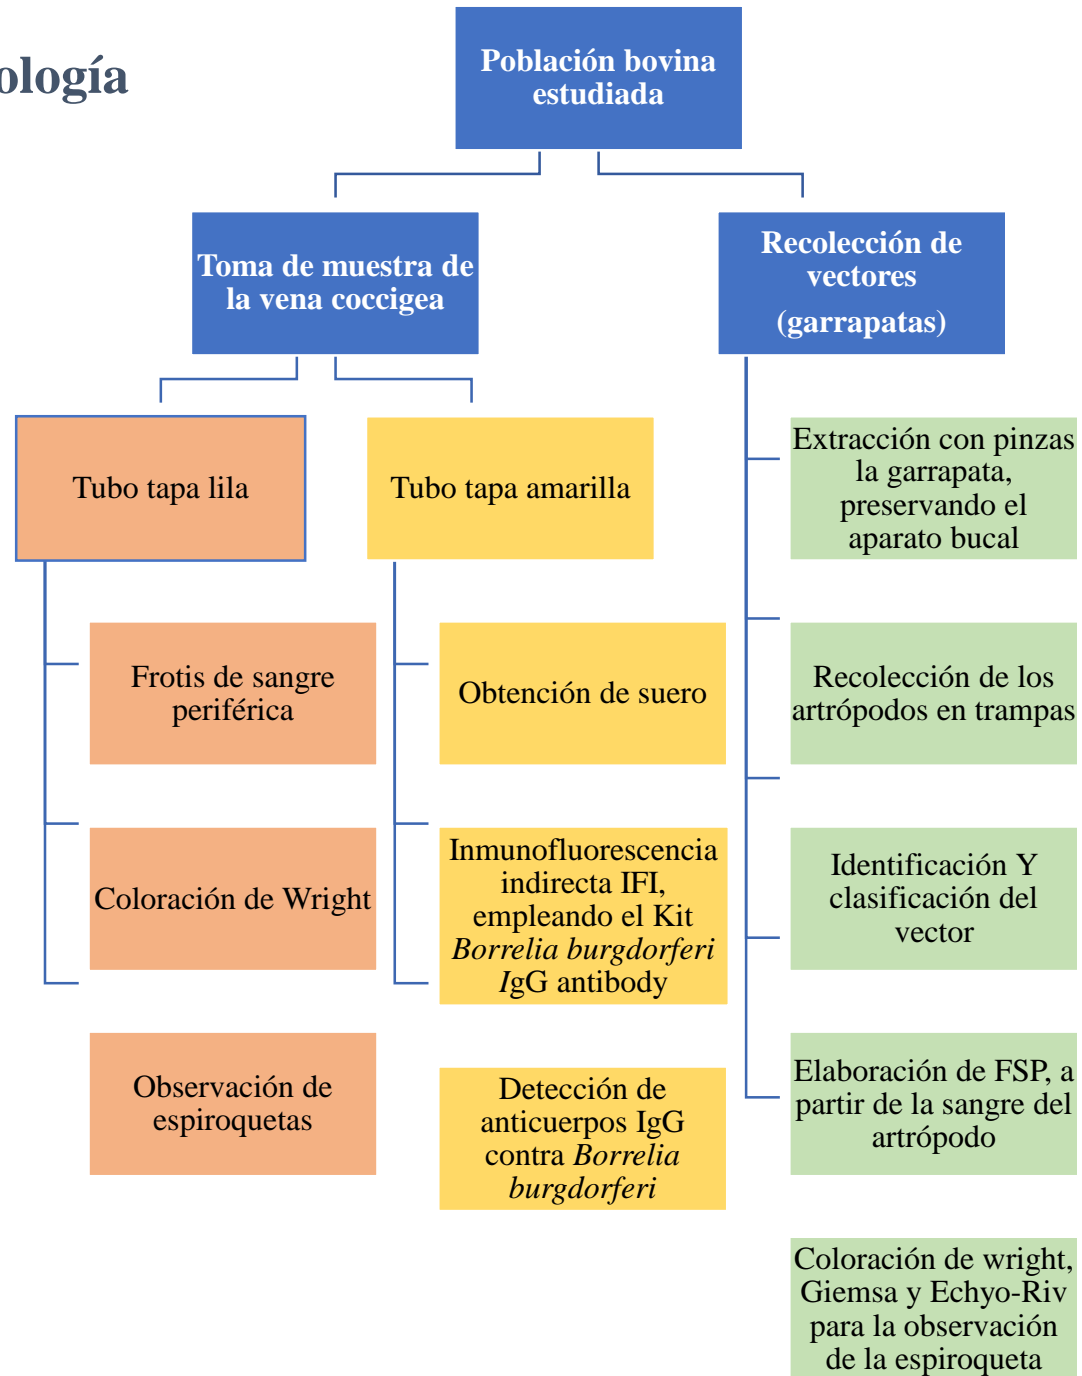 ología
Población bovina
estudiada
Toma de muestra de
la vena coccigea
Recolección de
vectores
(garrapatas)
Tubo tapa lila
Frotis de sangre
periférica
Coloración de Wright
Observación de
espiroquetas
Tubo tapa amarilla
Obtención de suero
Inmunofluorescencia
indirecta IFI,
empleando el Kit
Borrelia burgdorferi
IgG antibody
Detección de
anticuerpos IgG
contra Borrelia
burgdorferi
Extracción con pinzas
la garrapata,
preservando el
aparato bucal
Recolección de los
artrópodos en trampas
Identificación Y
clasificación del
vector
Elaboración de FSP, a
partir de la sangre del
artrópodo
Coloración de wright,
Giemsa y Echyo-Riv
para la observación
de la espiroqueta